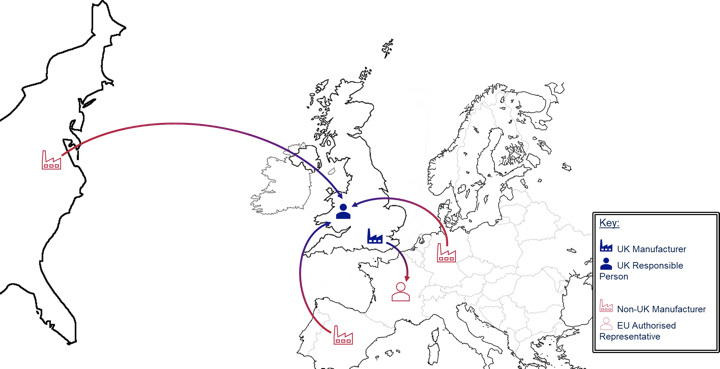 Key:
UK Manufacturer
UK Responsible
Person
Non-UK Manufacturer
EU Authorised
Representative